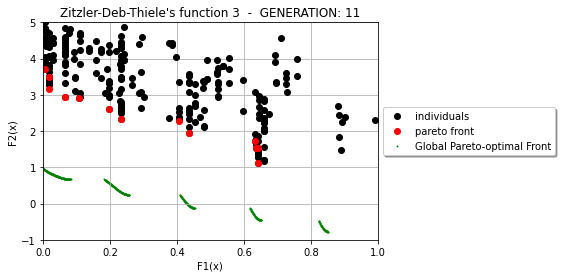 Zitzler-Deb-Thiele's function 3 - GENERATION: 11
5
4
3
2
1
0
-1
F2(x)
0.0 0.2 0.4 0.6 0.8 1.0
F1(x)
individuals
pareto front
Global Pareto-optimal Front